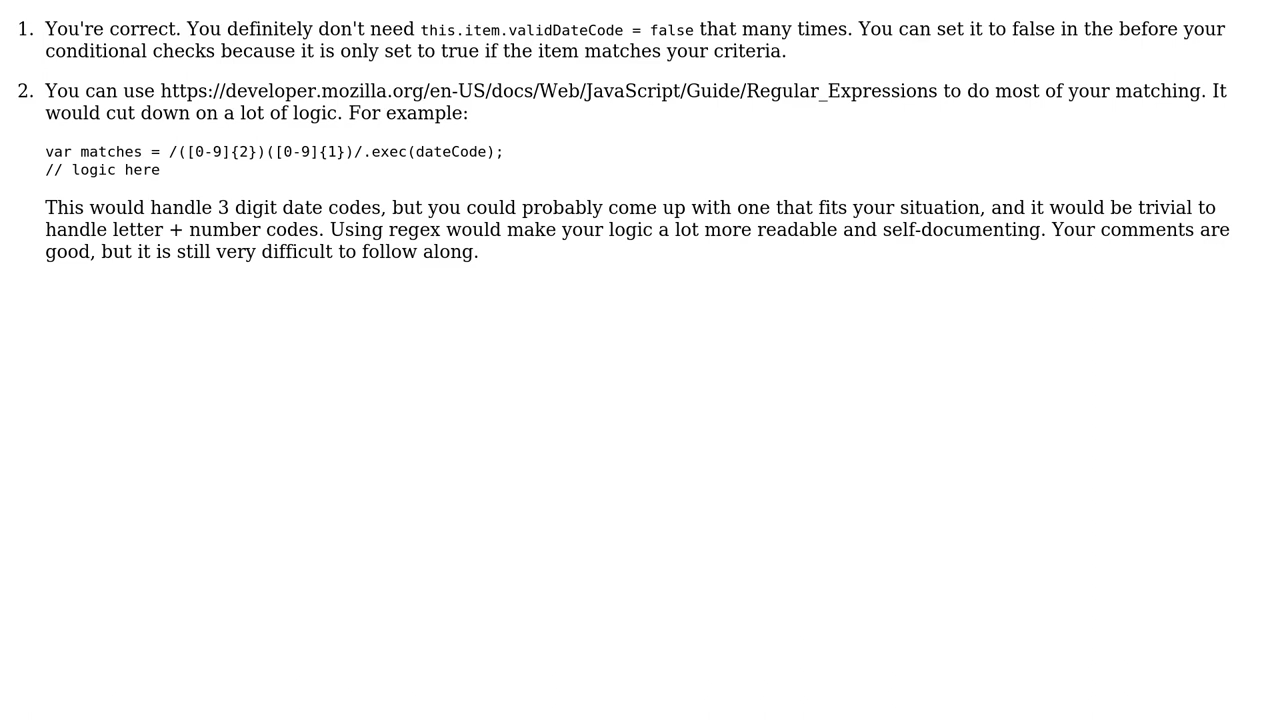 1. You're correct. You definitely don't need this.item.validDateCode = false that many times. You can set it to false in the before your
conditional checks because it is only set to true if the item matches your criteria.
2. You can use https://developer.mozilla.org/en-US/docs/Web/JavaScript/Guide/Regular_Expressions to do most of your matching. It
would cut down on a lot of logic. For example:
var matches = /([0-9]{2})([0-9]{1})/.exec(dateCode);
// logic here
This would handle 3 digit date codes, but you could probably come up with one that fits your situation, and it would be trivial to
handle letter + number codes. Using regex would make your logic a lot more readable and self-documenting. Your comments are
good, but it is still very difficult to follow along.